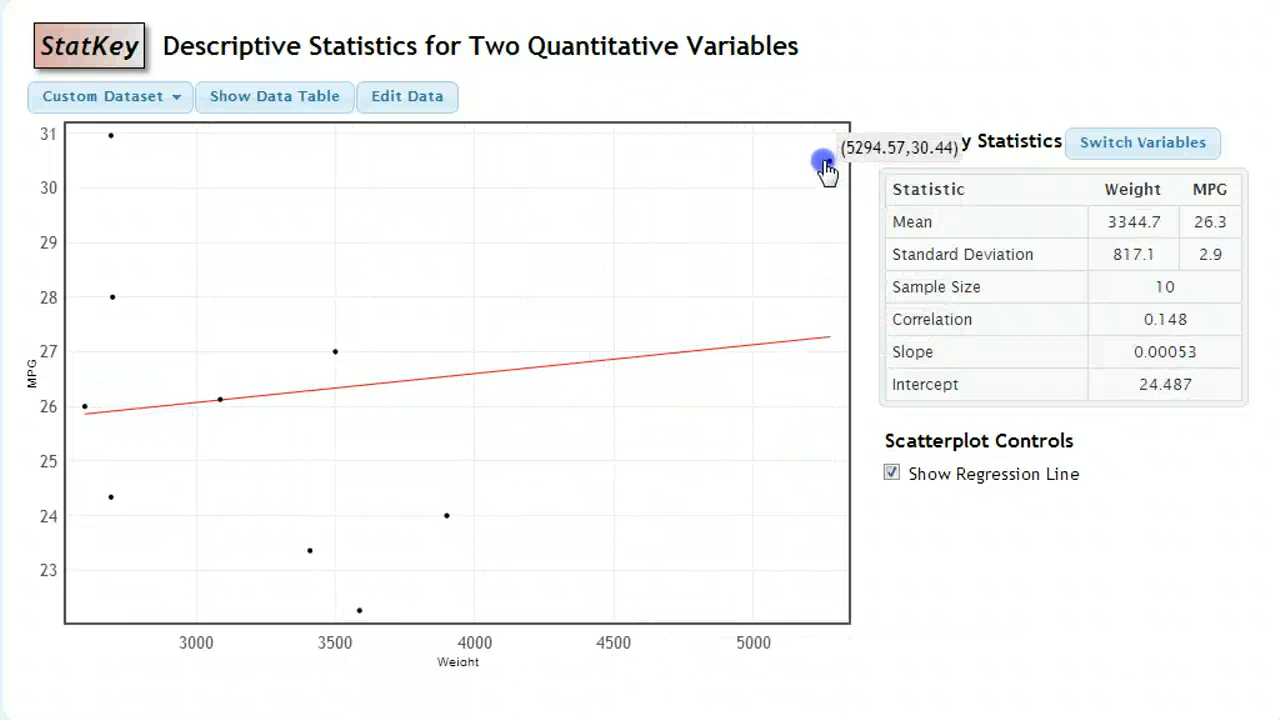 StatKey Descriptive Statistics for Two Quantitative Variables
Custom Dataset Show Data Table Edit Data
31
30
29
28
27
26
25
24
23
MPG
3000 3500 4000 4500 5000
Weight
(5294.57,30.44)
y Statistics Switch Variables
Statistic Weight MPG
Mean 3344.7 26.3
Standard Deviation 817.1 2.9
Sample Size 10
Correlation 0.148
Slope 0.00053
Intercept 24.487
Scatterplot Controls
Show Regression Line